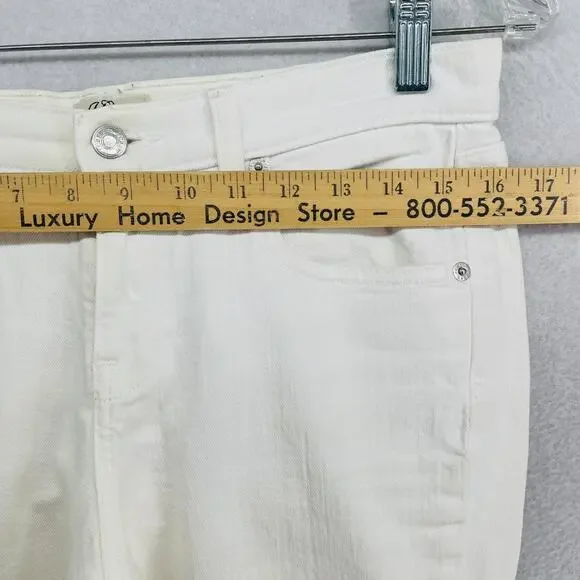 7 8 9 10 11 12 13 14 15 16 17
Luxury Home Design Store – 800-552-3371